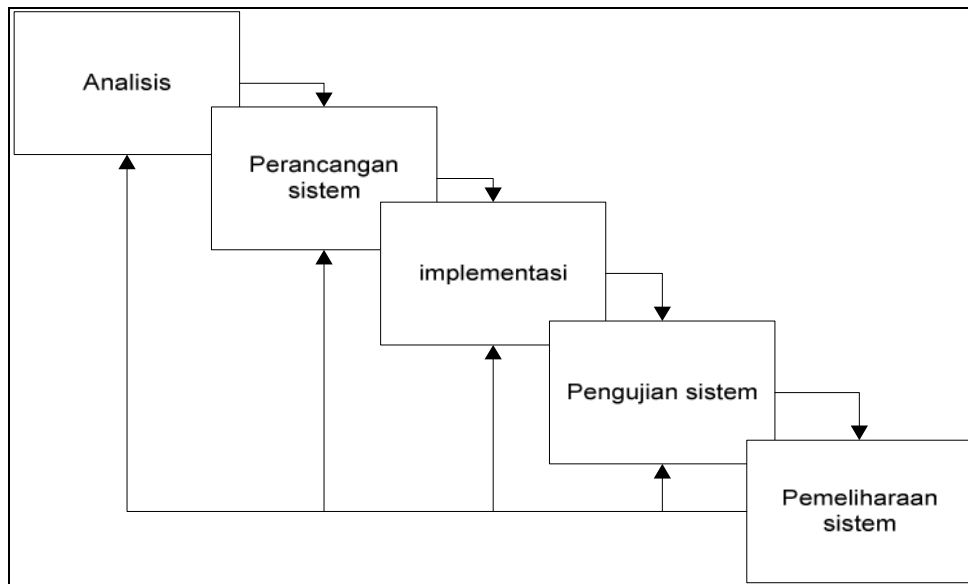 Analisis
Perancangan
sistem
implementasi
Pengujian sistem
Pemeliharaan
sistem